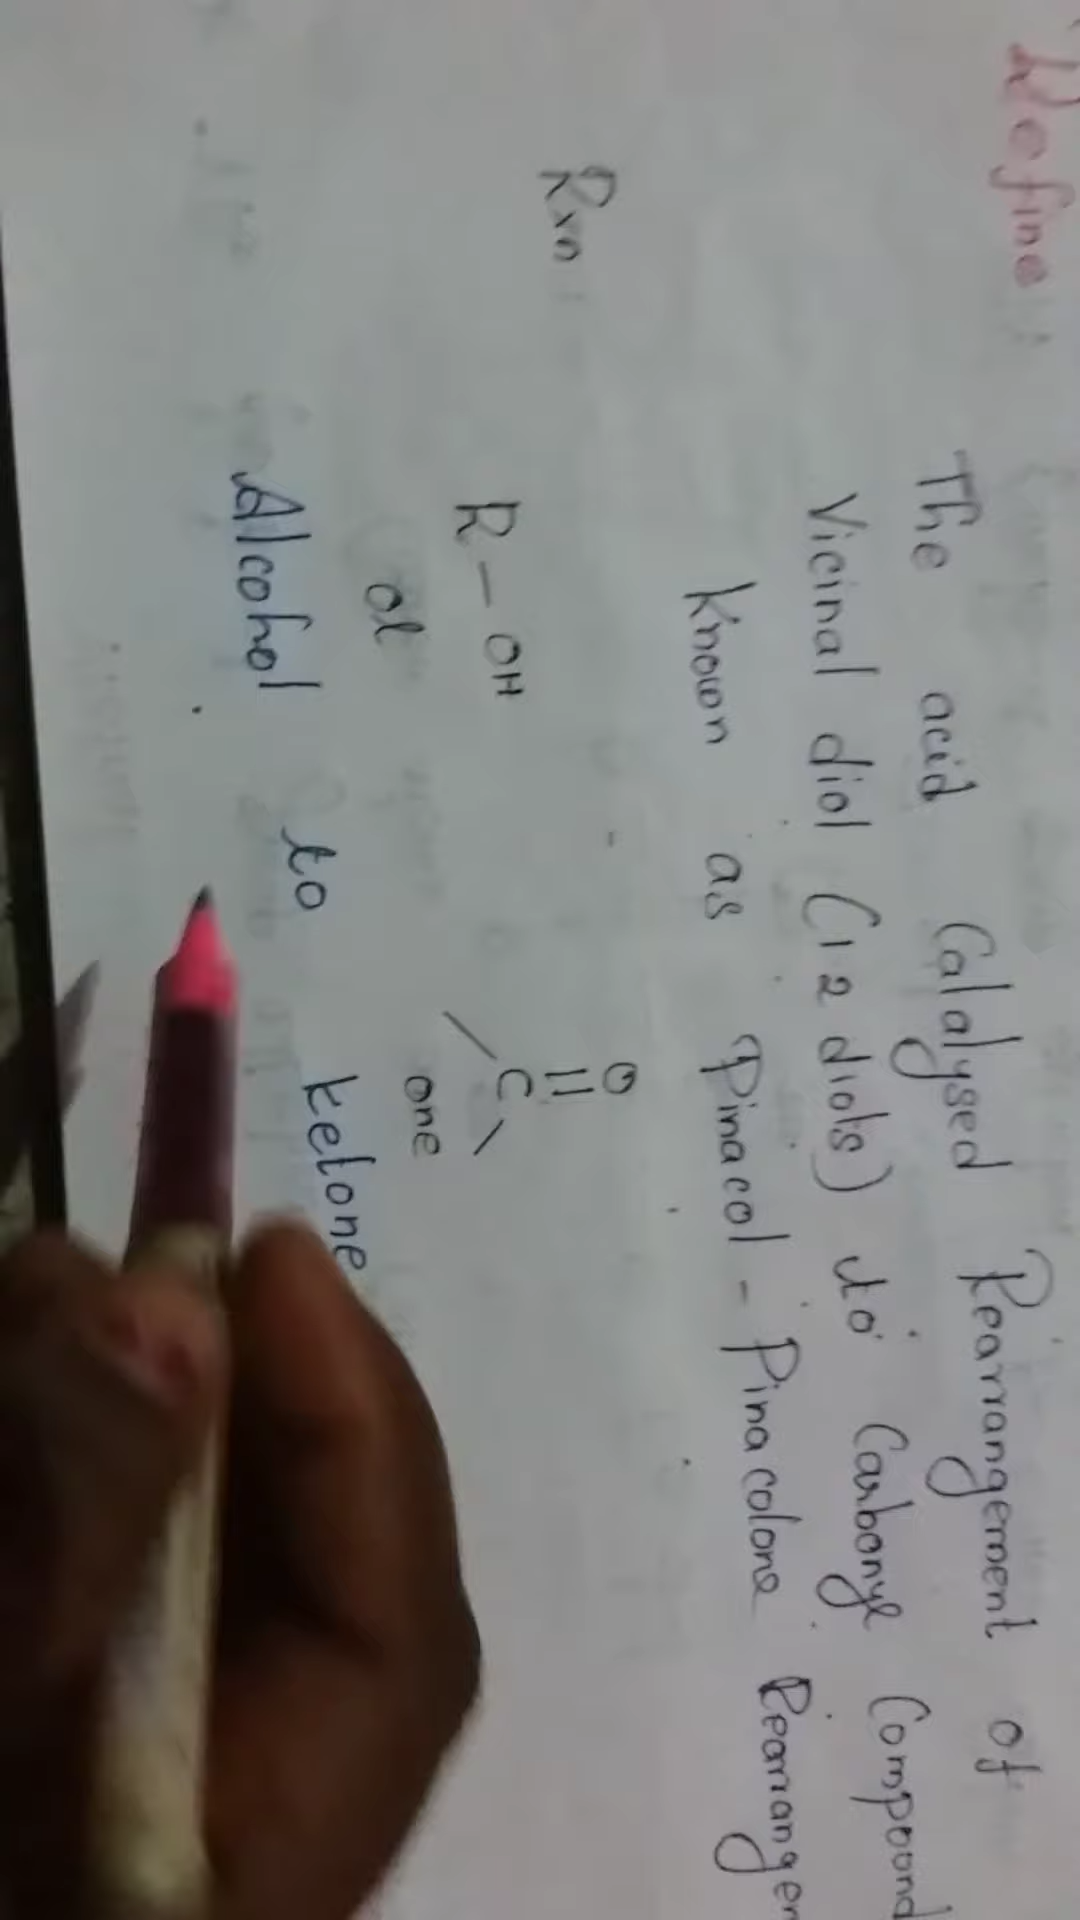 Define
The acid Calalysed Rearrangement of
Vicinal diol (1 2 diols) to Carbonyl Compound
known as Pinacol - Pinacolone Rearrangem
Rxn
O
R - OH C
ol one
Alcohol to ketone